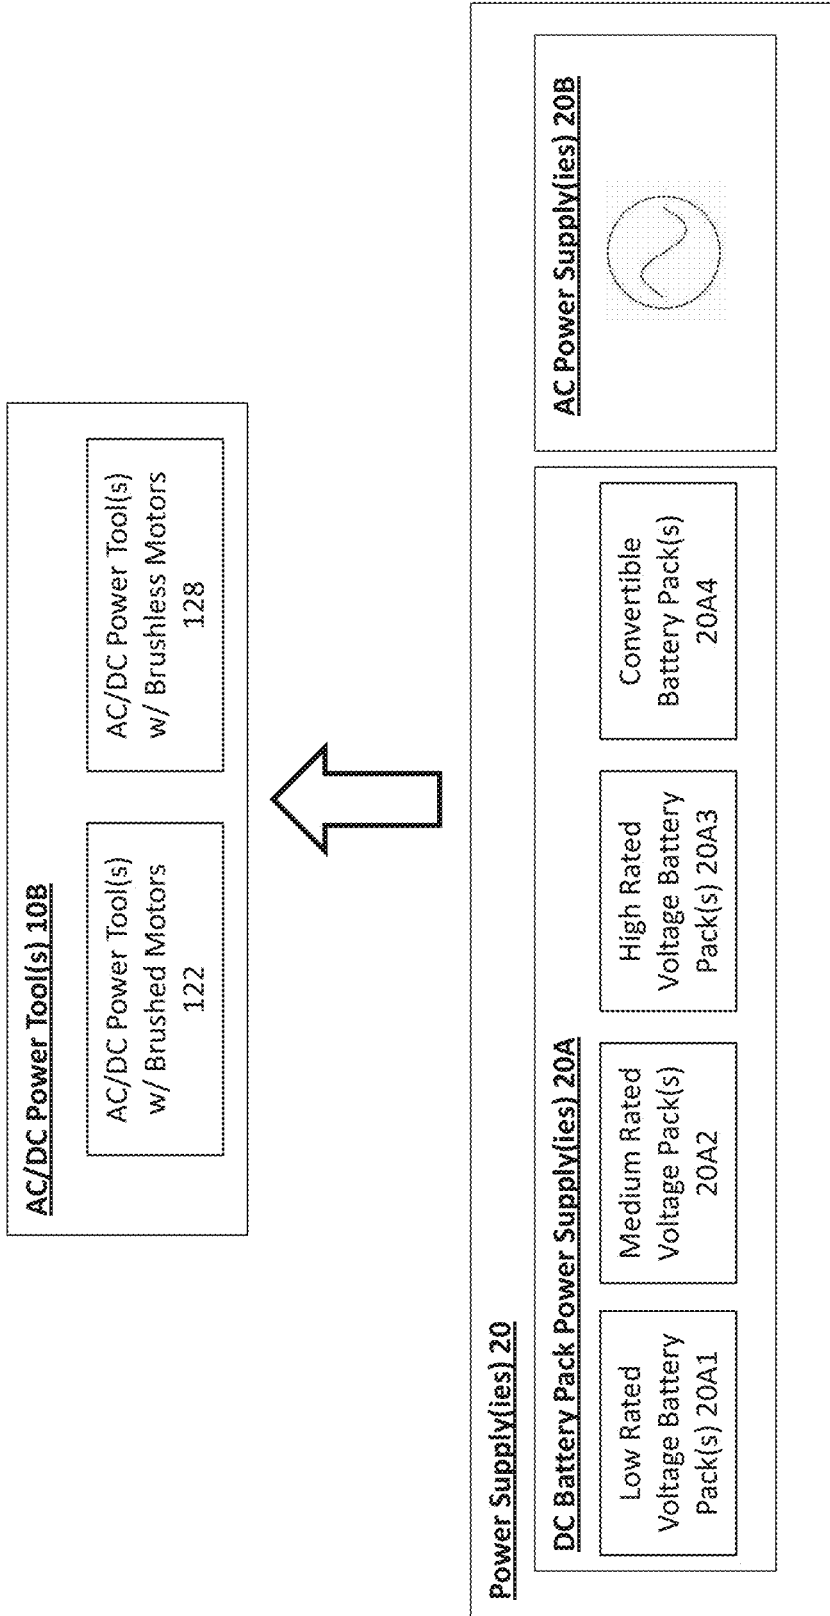 AC/DC Power Tool(s) 10B
AC/DC Power Tool(s)
w/ Brushed Motors
122
AC/DC Power Tool(s)
w/ Brushless Motors
128
Power Supply(ies) 20
DC Battery Pack Power Supply(ies) 20A
Low Rated
Voltage Battery
Pack(s) 20A1
Medium Rated
Voltage Pack(s)
20A2
High Rated
Voltage Battery
Pack(s) 20A3
Convertible
Battery Pack(s)
20A4
AC Power Supply(ies) 20B